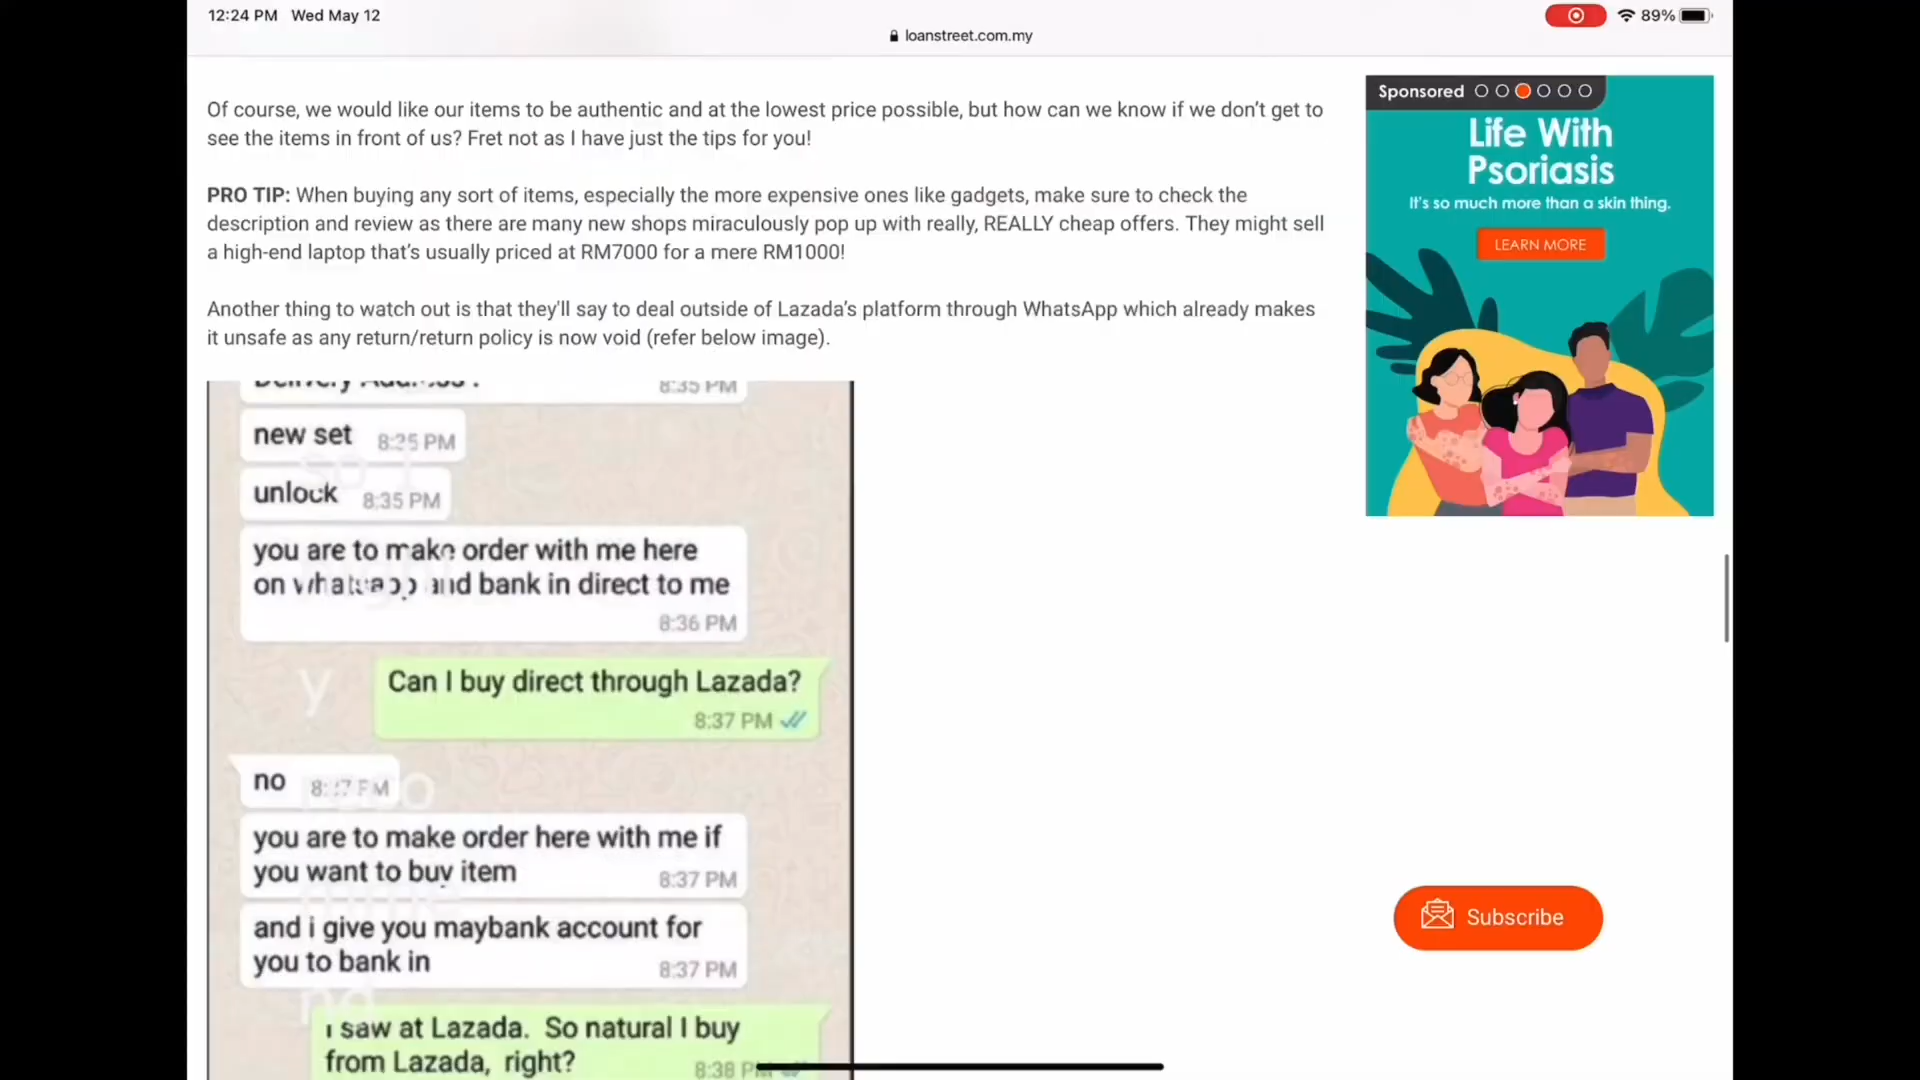 12:24 PM Wed May 12
89%
loanstreet.com.my
Of course, we would like our items to be authentic and at the lowest price possible, but how can we know if we don’t get to
see the items in front of us? Fret not as I have just the tips for you!
PRO TIP: When buying any sort of items, especially the more expensive ones like gadgets, make sure to check the
description and review as there are many new shops miraculously pop up with really, REALLY cheap offers. They might sell
a high-end laptop that’s usually priced at RM7000 for a mere RM1000!
Another thing to watch out is that they'll say to deal outside of Lazada’s platform through WhatsApp which already makes
it unsafe as any return/return policy is now void (refer below image).
8:35 PM
new set 8:25 PM
unlock 8:35 PM
you are to make order with me here
on whatsapp and bank in direct to me
8:36 PM
Can I buy direct through Lazada?
8:37 PM
no
you are to make order here with me if
you want to buy item 8:37 PM
and i give you maybank account for
you to bank in 8:37 PM
I saw at Lazada. So natural I buy
from Lazada, right? 8:38 PM
Sponsored
Life With
Psoriasis
It's so much more than a skin thing.
LEARN MORE
Subscribe